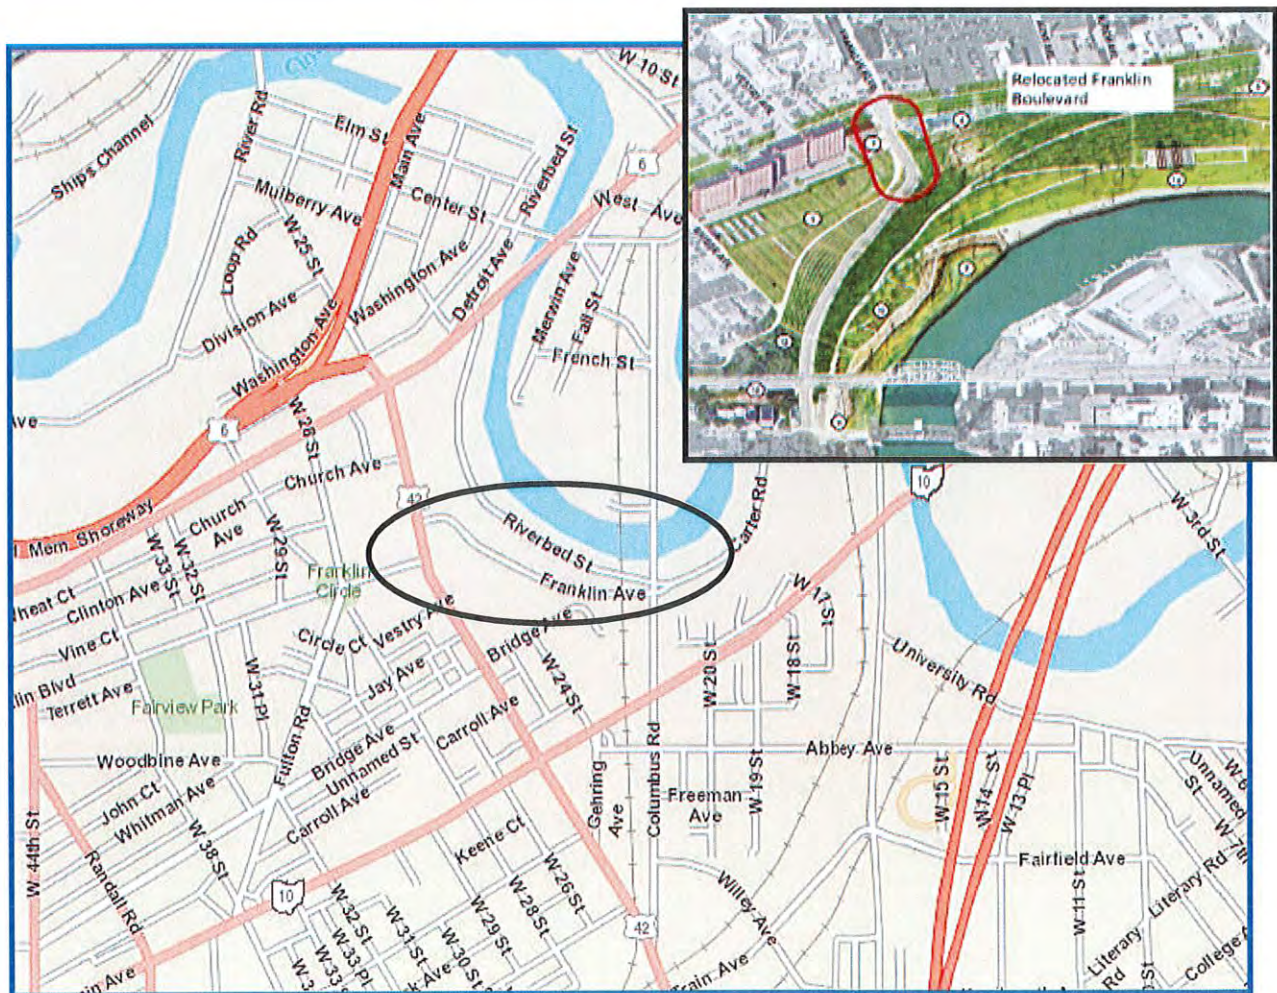 Relocated Franklin
Boulevard
W 10 St
Ships Channel
River Rd
Elm St
Main Ave
Riverbed St
6
Mulberry Ave
Center St
West Ave
W 25 St
Loop Rd
Washington Ave
Detroit Ave
Merwin Ave
Fall St
Division Ave
Washington Ave
French St
Ave
6
W 28 St
Church Ave
42
10
Carter Rd
W 3rd St
l Mem Shoreway
Church
Ave
Riverbed St
W 33 St
W 32 St
W 29 St
Franklin
Circle
Franklin Ave
W 17 St
Wheat Ct
Clinton Ave
Vine Ct
Circle Ct
Vestry Ave
Bridge Ave
W 20 St
W 18 St
University Rd
lin Blvd
Terrett Ave
Fairview Park
W 31 Pl
Jay Ave
W 24 St
Fulton Rd
Carroll Ave
Woodbine Ave
Bridge Ave
Unnamed St
Abbey Ave
W 19 St
W 15 St
W 14 St
W 13 Pl
Unnamed
St
W 6
John Ct
Whitman Ave
Carroll Ave
Gehring
Ave
Columbus Rd
Freeman
Ave
W 7th
W 44th St
Randall Rd
W 38 St
Keene Ct
W 26 St
Fairfield Ave
10
Willey Ave
W 11 St
Literary Rd
W 32 St
W 33 Pl
W 33 S
W 3
W 31 St
W 30 St
W 29 St
W 28 St
42
Train Ave
Literary
Rd
College A
in Ave